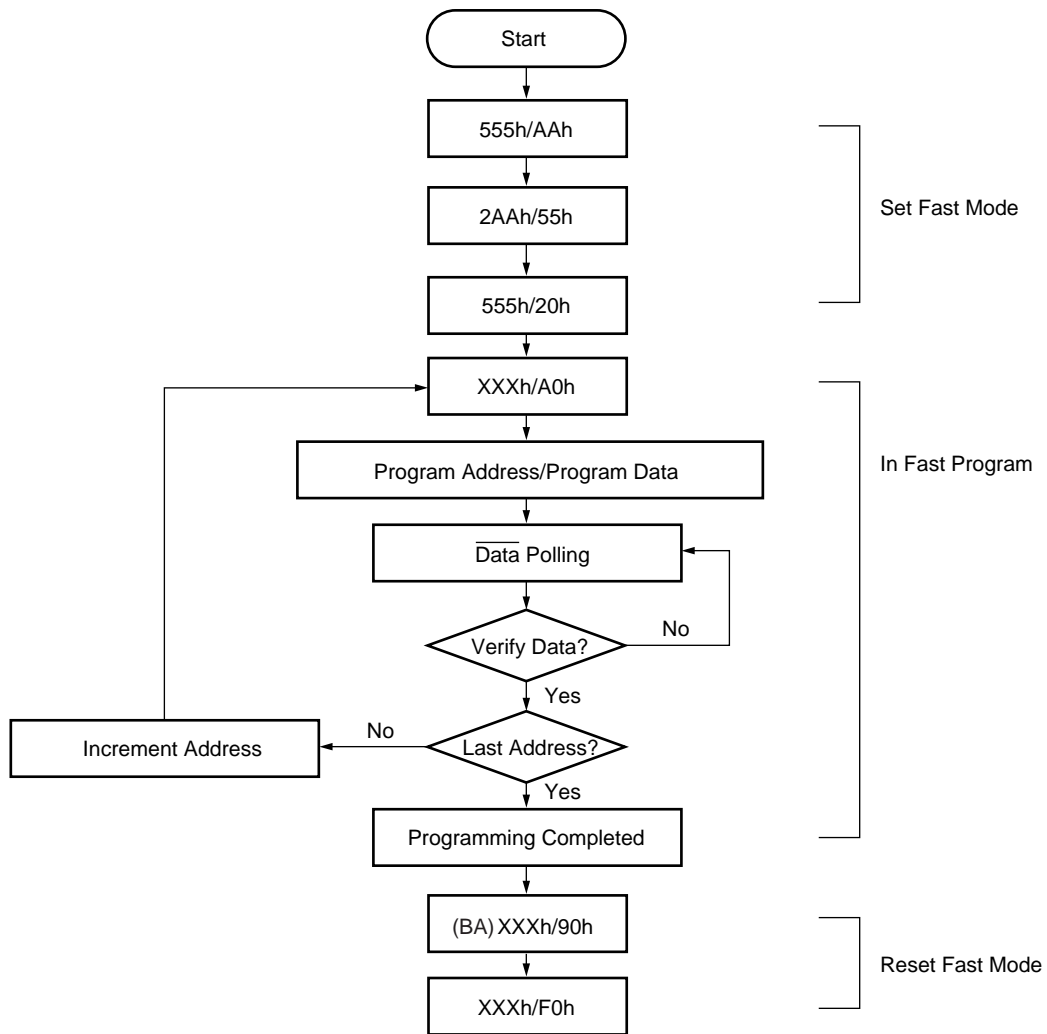 Start
555h/AAh
2AAh/55h
Set Fast Mode
555h/20h
XXXh/A0h
In Fast Program
Program Address/Program Data
Data Polling
Verify Data?
No
Yes
Increment Address
No
Last Address?
Yes
Programming Completed
(BA) XXXh/90h
Reset Fast Mode
XXXh/F0h